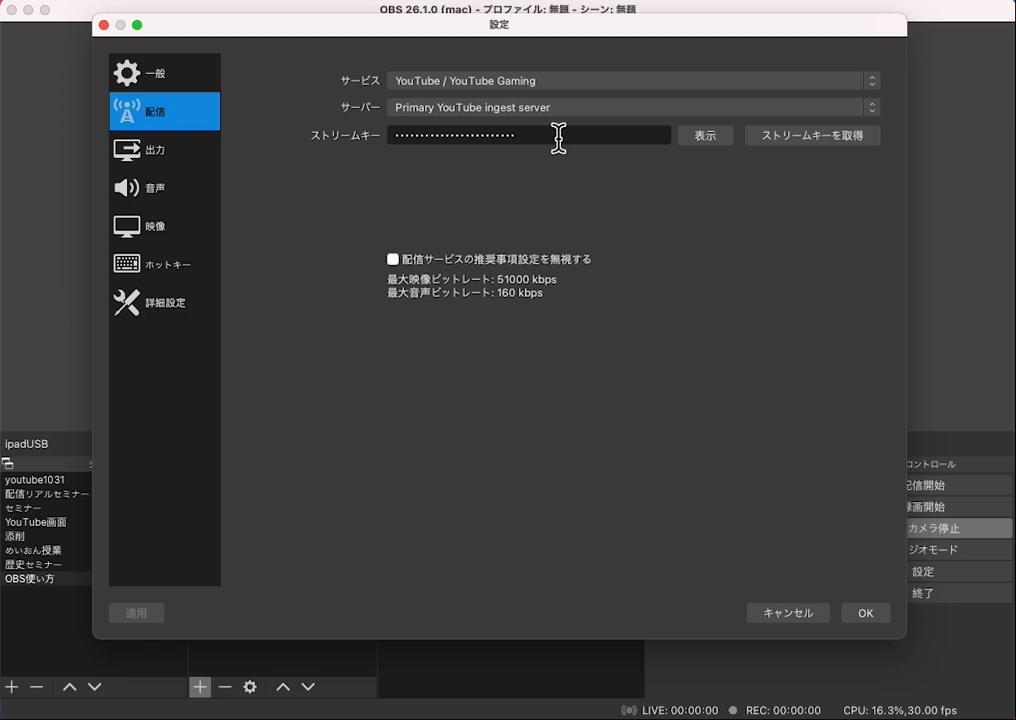 OBS 26.1.0 (mac) - プロファイル: 無題 - シーン: 無題
設定
一般
配信
出力
音声
映像
ホットキー
詳細設定
サービス
YouTube / YouTube Gaming
サーバー
Primary YouTube ingest server
ストリームキー
表示
ストリームキーを取得
配信サービスの推奨事項設定を無視する
最大映像ビットレート: 51000 kbps
最大音声ビットレート: 160 kbps
適用
キャンセル
OK
ipadUSB
youtube1031
配信リアルセミナー
セミナー
YouTube画面
添削
めいおん授業
歴史セミナー
OBS使い方
コントロール
配信開始
録画開始
カメラ停止
ジオモード
設定
終了
LIVE: 00:00:00
REC: 00:00:00
CPU: 16.3%,30.00 fps